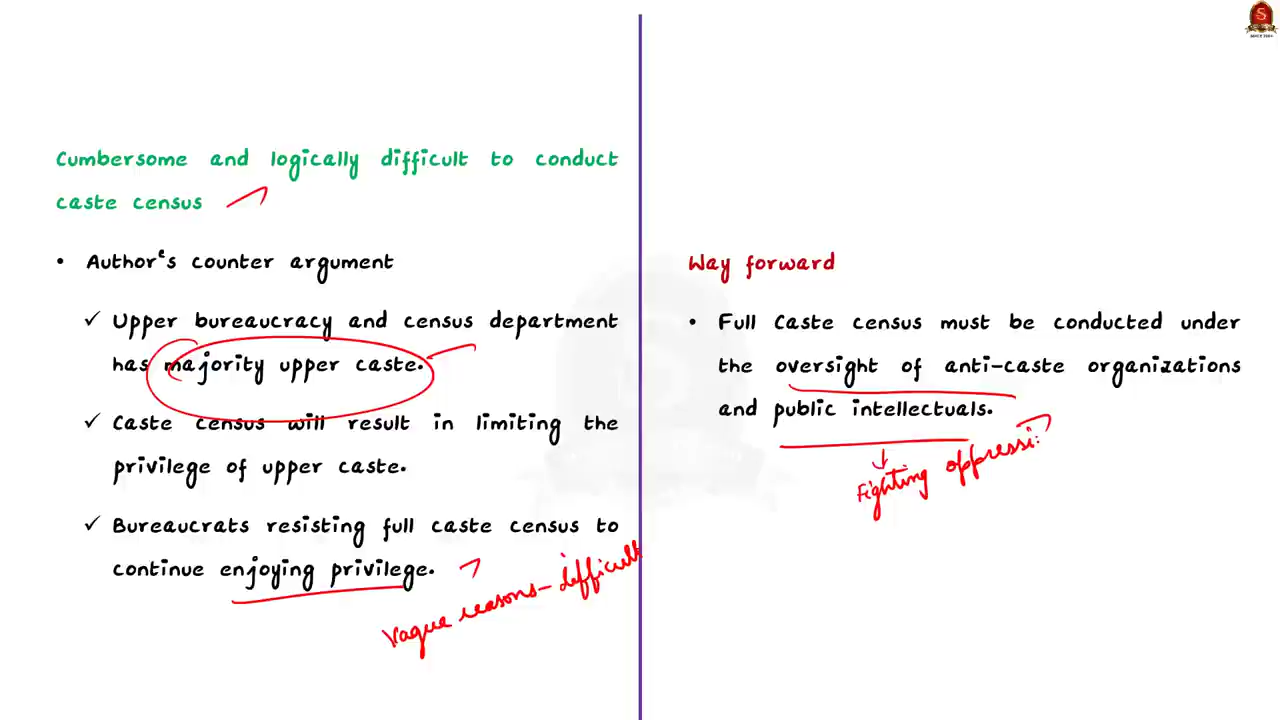 Cumbersome and logically difficult to conduct
caste census
• Author's counter argument
✓ Upper bureaucracy and census department
has majority upper caste.
✓ Caste census will result in limiting the
privilege of upper caste.
✓ Bureaucrats resisting full caste census to
continue enjoying privilege.
Vague reasons - difficult
Way forward
• Full Caste census must be conducted under
the oversight of anti-caste organizations
and public intellectuals.
Fighting oppressi
S
SINCE 2004